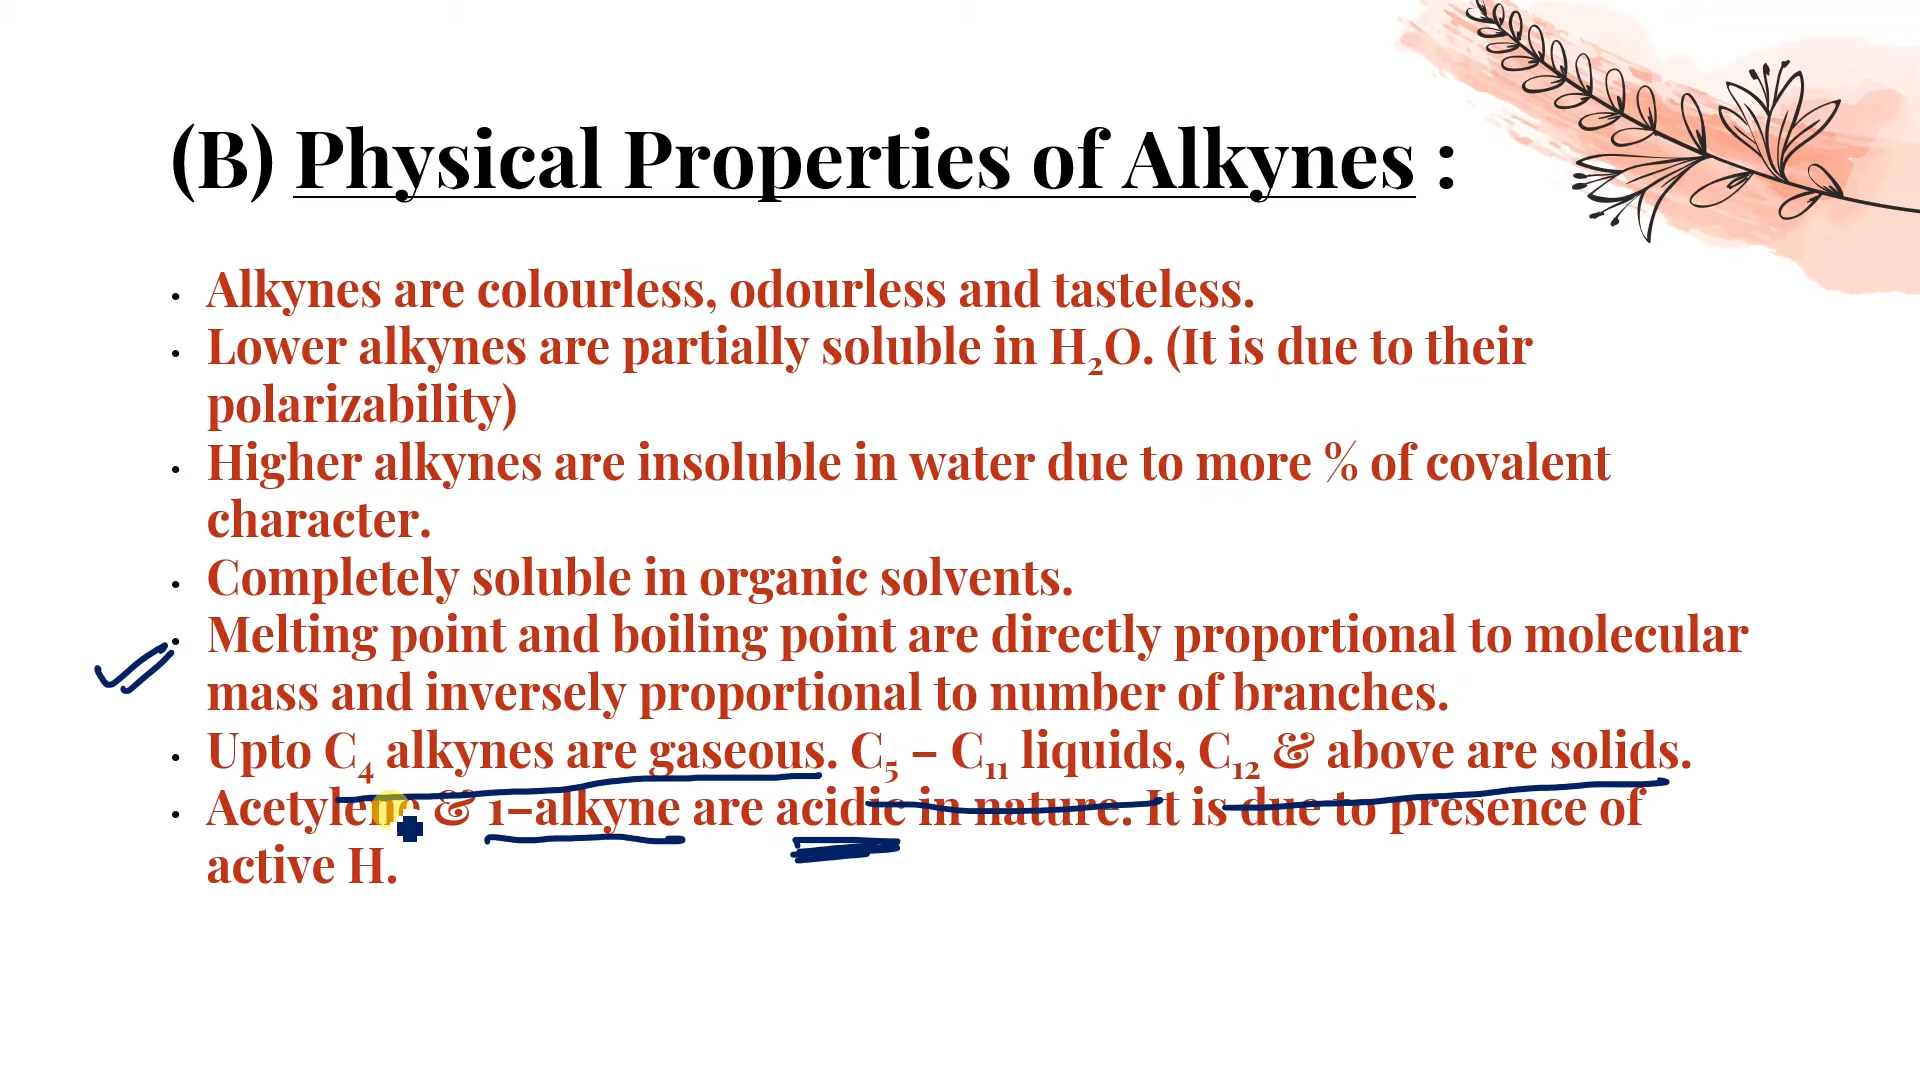 (B) Physical Properties of Alkynes :
• Alkynes are colourless, odourless and tasteless.
• Lower alkynes are partially soluble in H₂O. (It is due to their
polarizability)
• Higher alkynes are insoluble in water due to more % of covalent
character.
• Completely soluble in organic solvents.
• Melting point and boiling point are directly proportional to molecular
mass and inversely proportional to number of branches.
• Upto C₄ alkynes are gaseous. C₅ – C₁₁ liquids, C₁₂ & above are solids.
• Acetylene & 1–alkyne are acidic in nature. It is due to presence of
active H.